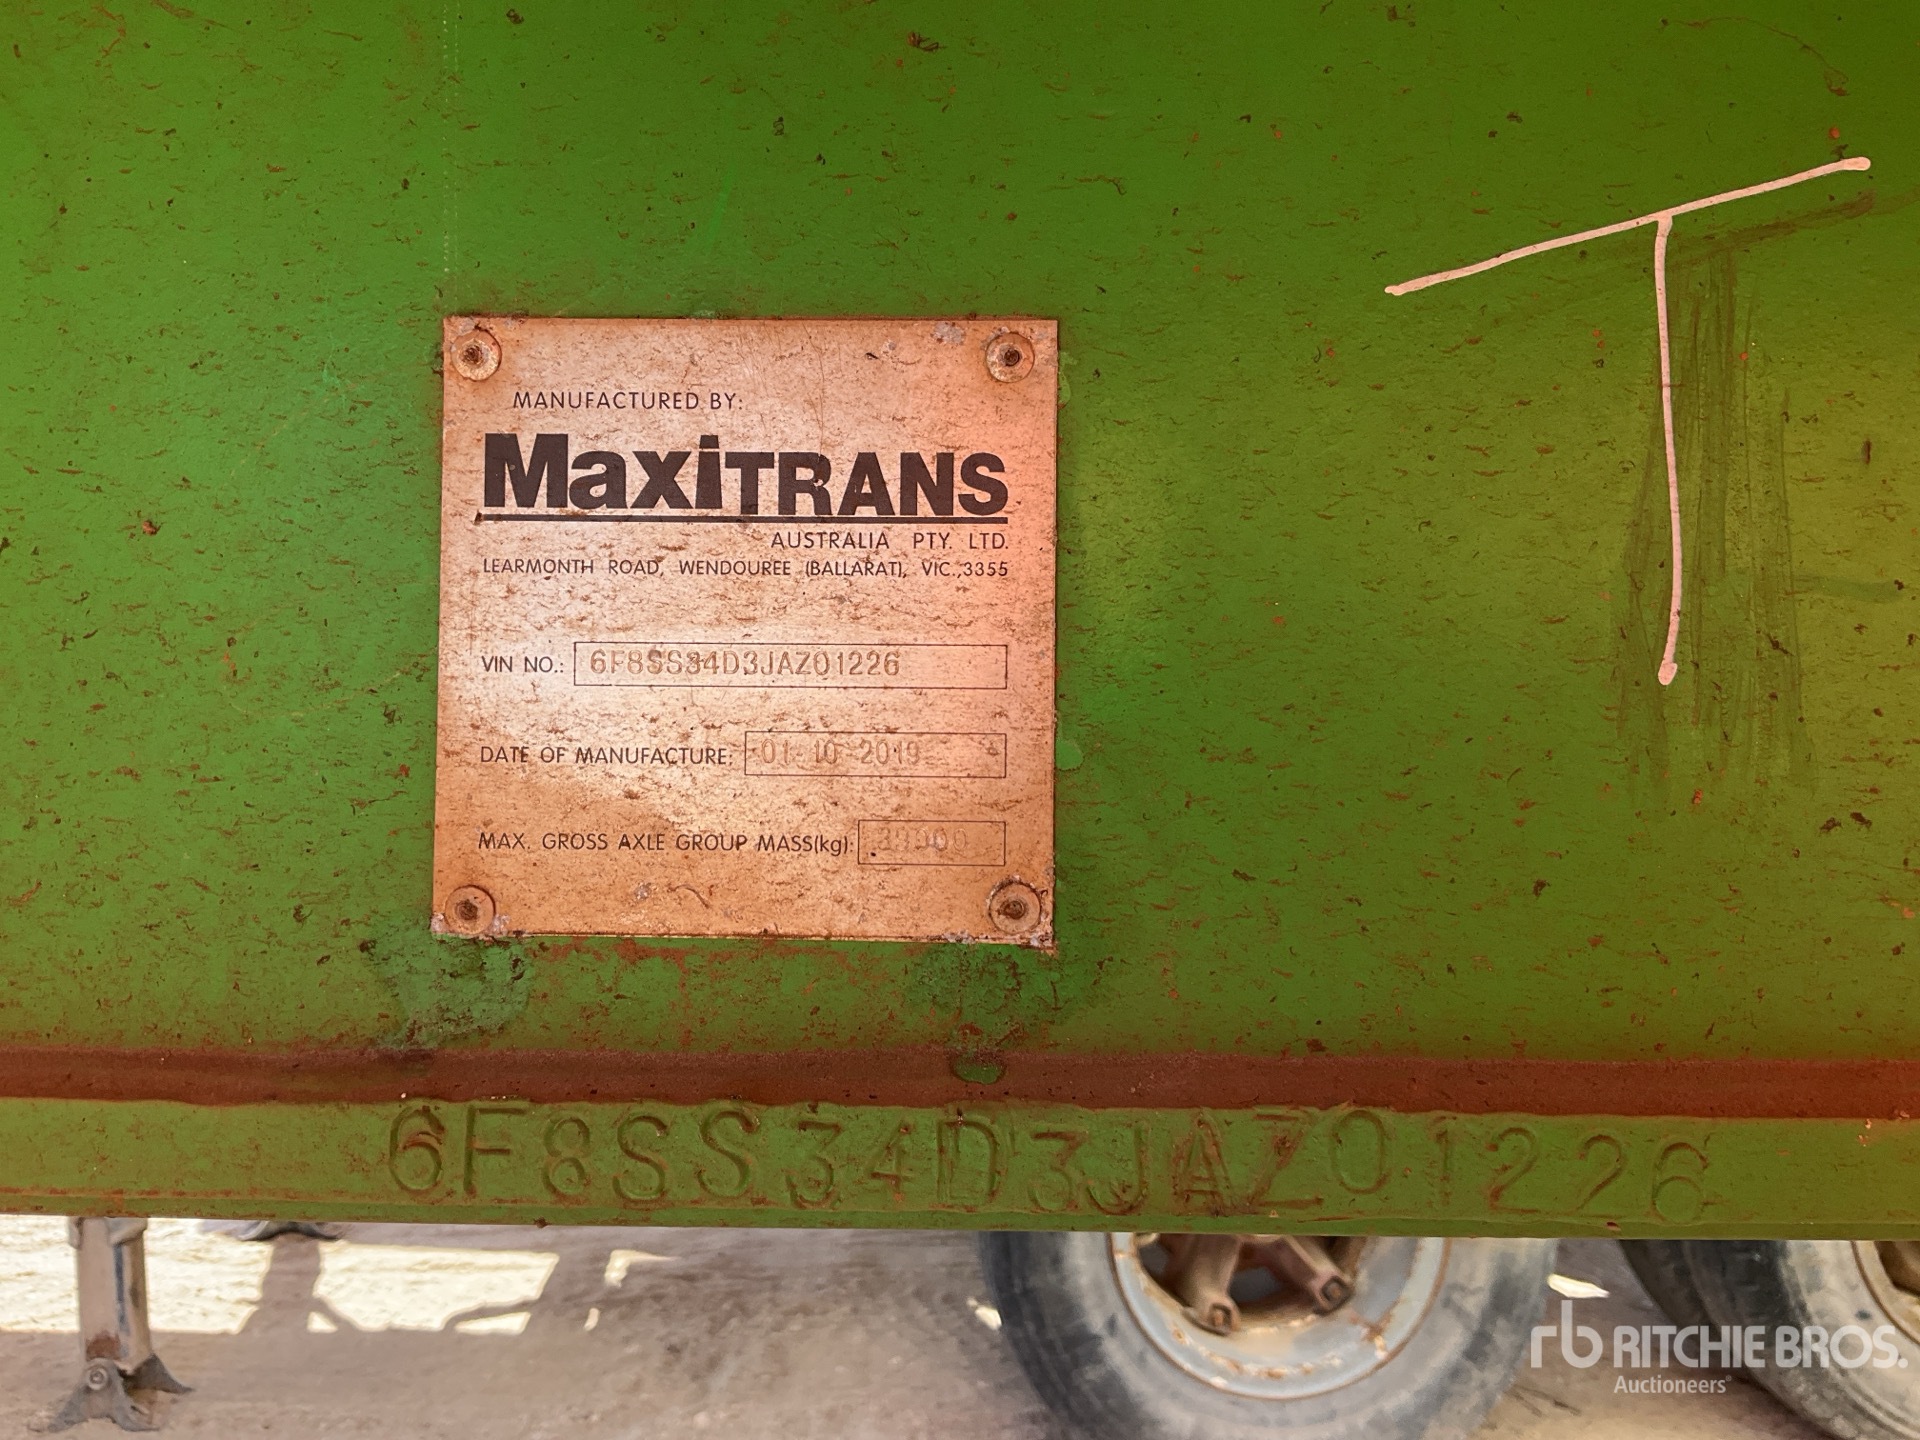 T
MANUFACTURED BY:
MaxiTRANS
AUSTRALIA PTY. LTD.
LEARMONTH ROAD, WENDOUREE (BALLARAT), VIC.,3355
VIN NO.: 6F8SS34D3JAZ01226
DATE OF MANUFACTURE: 01-10-2019
MAX. GROSS AXLE GROUP MASS(kg):
6F8SS34D3JAZ01226
rb RITCHIE BROS.
Auctioneers